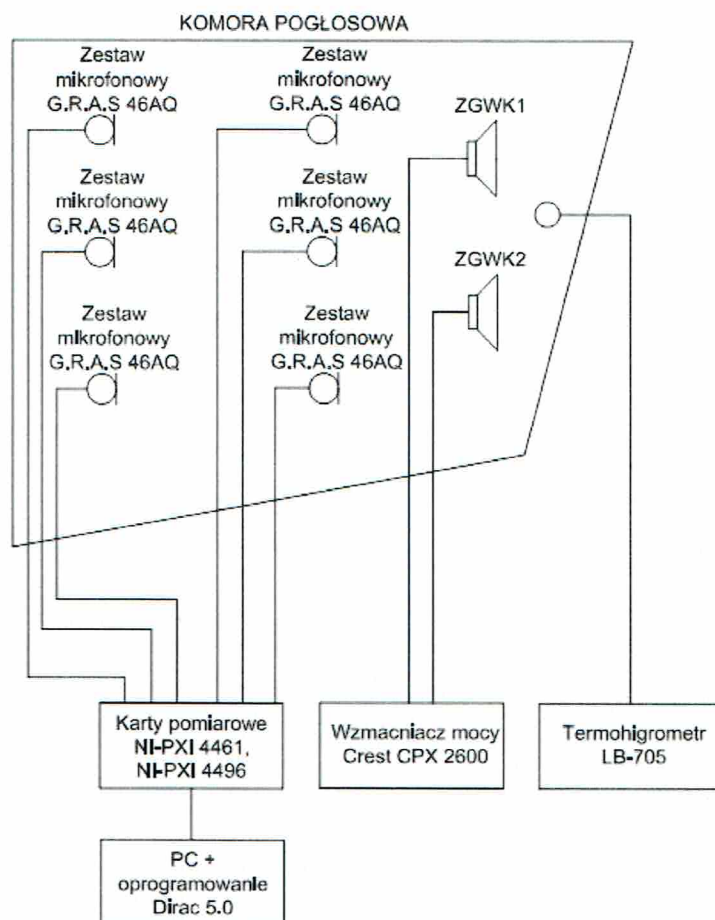 KOMORA POGŁOSOWA
Zestaw
mikrofonowy
G.R.A.S 46AQ
Zestaw
mikrofonowy
G.R.A.S 46AQ
ZGWK1
Zestaw
mikrofonowy
G.R.A.S 46AQ
Zestaw
mikrofonowy
G.R.A.S 46AQ
ZGWK2
Zestaw
mikrofonowy
G.R.A.S 46AQ
Zestaw
mikrofonowy
G.R.A.S 46AQ
Karty pomiarowe
NI-PXI 4461,
NI-PXI 4496
Wzmacniacz mocy
Crest CPX 2600
Termohigrometr
LB-705
PC +
oprogramowanie
Dirac 5.0